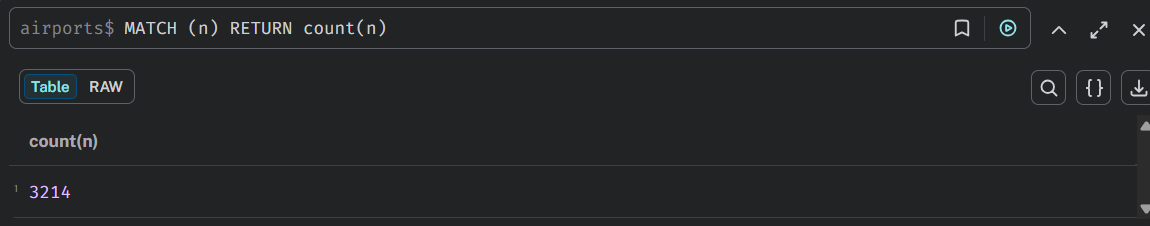 airports$ MATCH (n) RETURN count(n)
Table RAW
{}
count(n)
1 3214